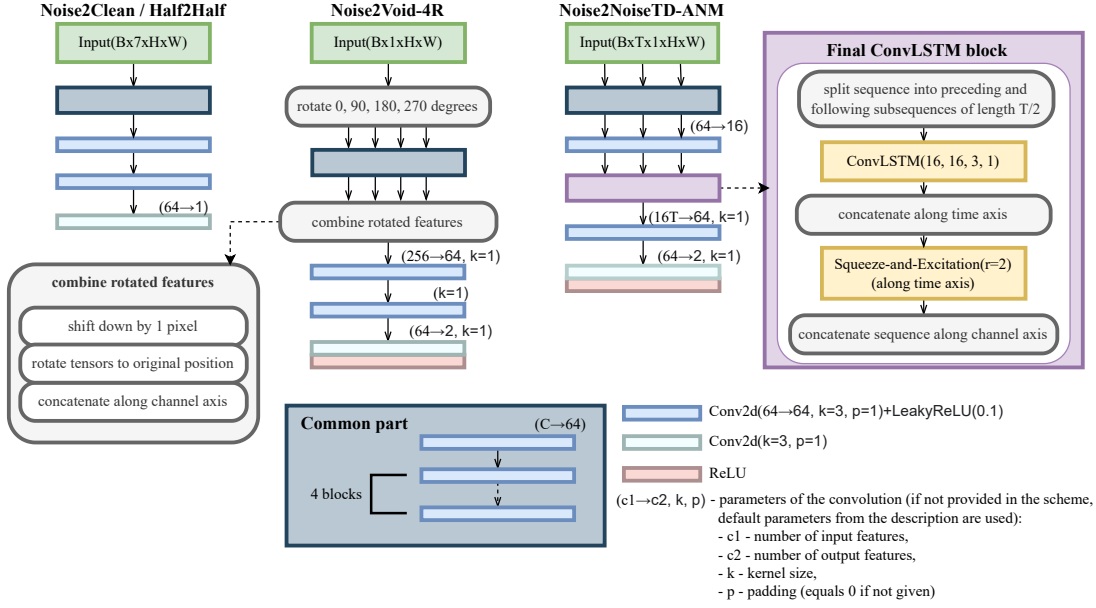 Noise2Clean / Half2Half
Input(Bx7xHxW)
(64→1)
Noise2Void-4R
Input(Bx1xHxW)
rotate 0, 90, 180, 270 degrees
combine rotated features
(256→64, k=1)
(k=1)
(64→2, k=1)
combine rotated features
shift down by 1 pixel
rotate tensors to original position
concatenate along channel axis
Noise2NoiseTD-ANM
Input(BxTx1xHxW)
(64→16)
(16T→64, k=1)
(64→2, k=1)
Final ConvLSTM block
split sequence into preceding and
following subsequences of length T/2
ConvLSTM(16, 16, 3, 1)
concatenate along time axis
Squeeze-and-Excitation(r=2)
(along time axis)
concatenate sequence along channel axis
Common part
(C→64)
4 blocks
Conv2d(64→64, k=3, p=1)+LeakyReLU(0.1)
Conv2d(k=3, p=1)
ReLU
(c1→c2, k, p) - parameters of the convolution (if not provided in the scheme,
default parameters from the description are used):
- c1 - number of input features,
- c2 - number of output features,
- k - kernel size,
- p - padding (equals 0 if not given)